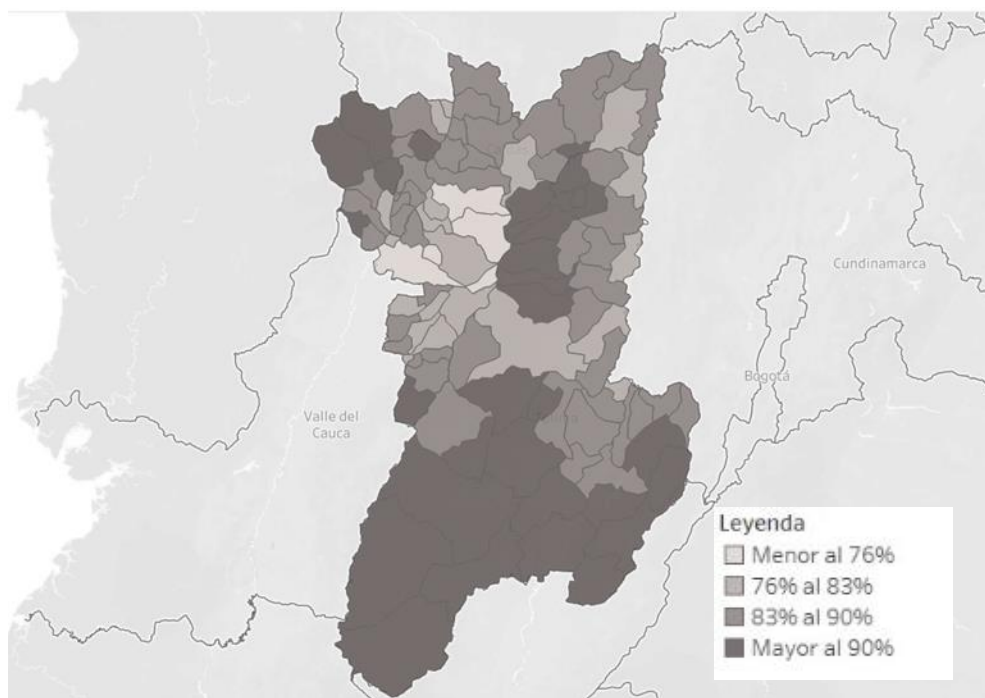 Cundinamarca
Bogotá
Valle del
Cauca
Leyenda
Menor al 76%
76% al 83%
83% al 90%
Mayor al 90%